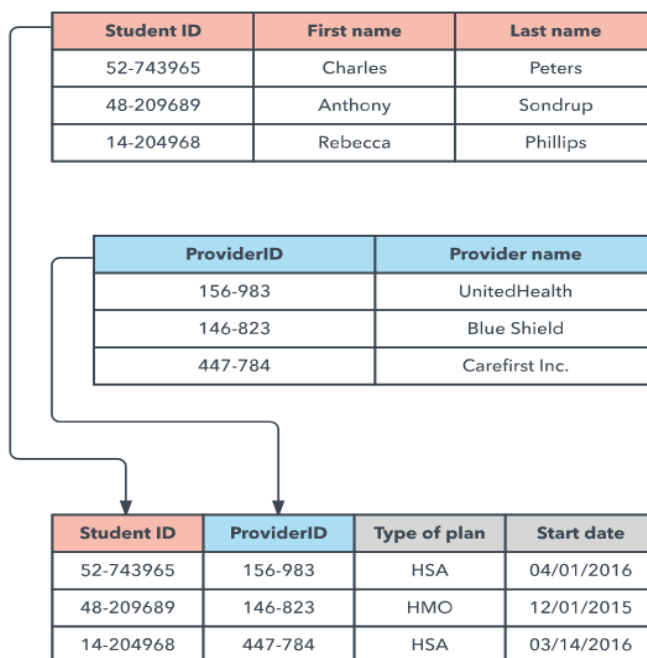 Student ID First name Last name
52-743965 Charles Peters
48-209689 Anthony Sondrup
14-204968 Rebecca Phillips
ProviderID Provider name
156-983 UnitedHealth
146-823 Blue Shield
447-784 Carefirst Inc.
Student ID ProviderID Type of plan Start date
52-743965 156-983 HSA 04/01/2016
48-209689 146-823 HMO 12/01/2015
14-204968 447-784 HSA 03/14/2016